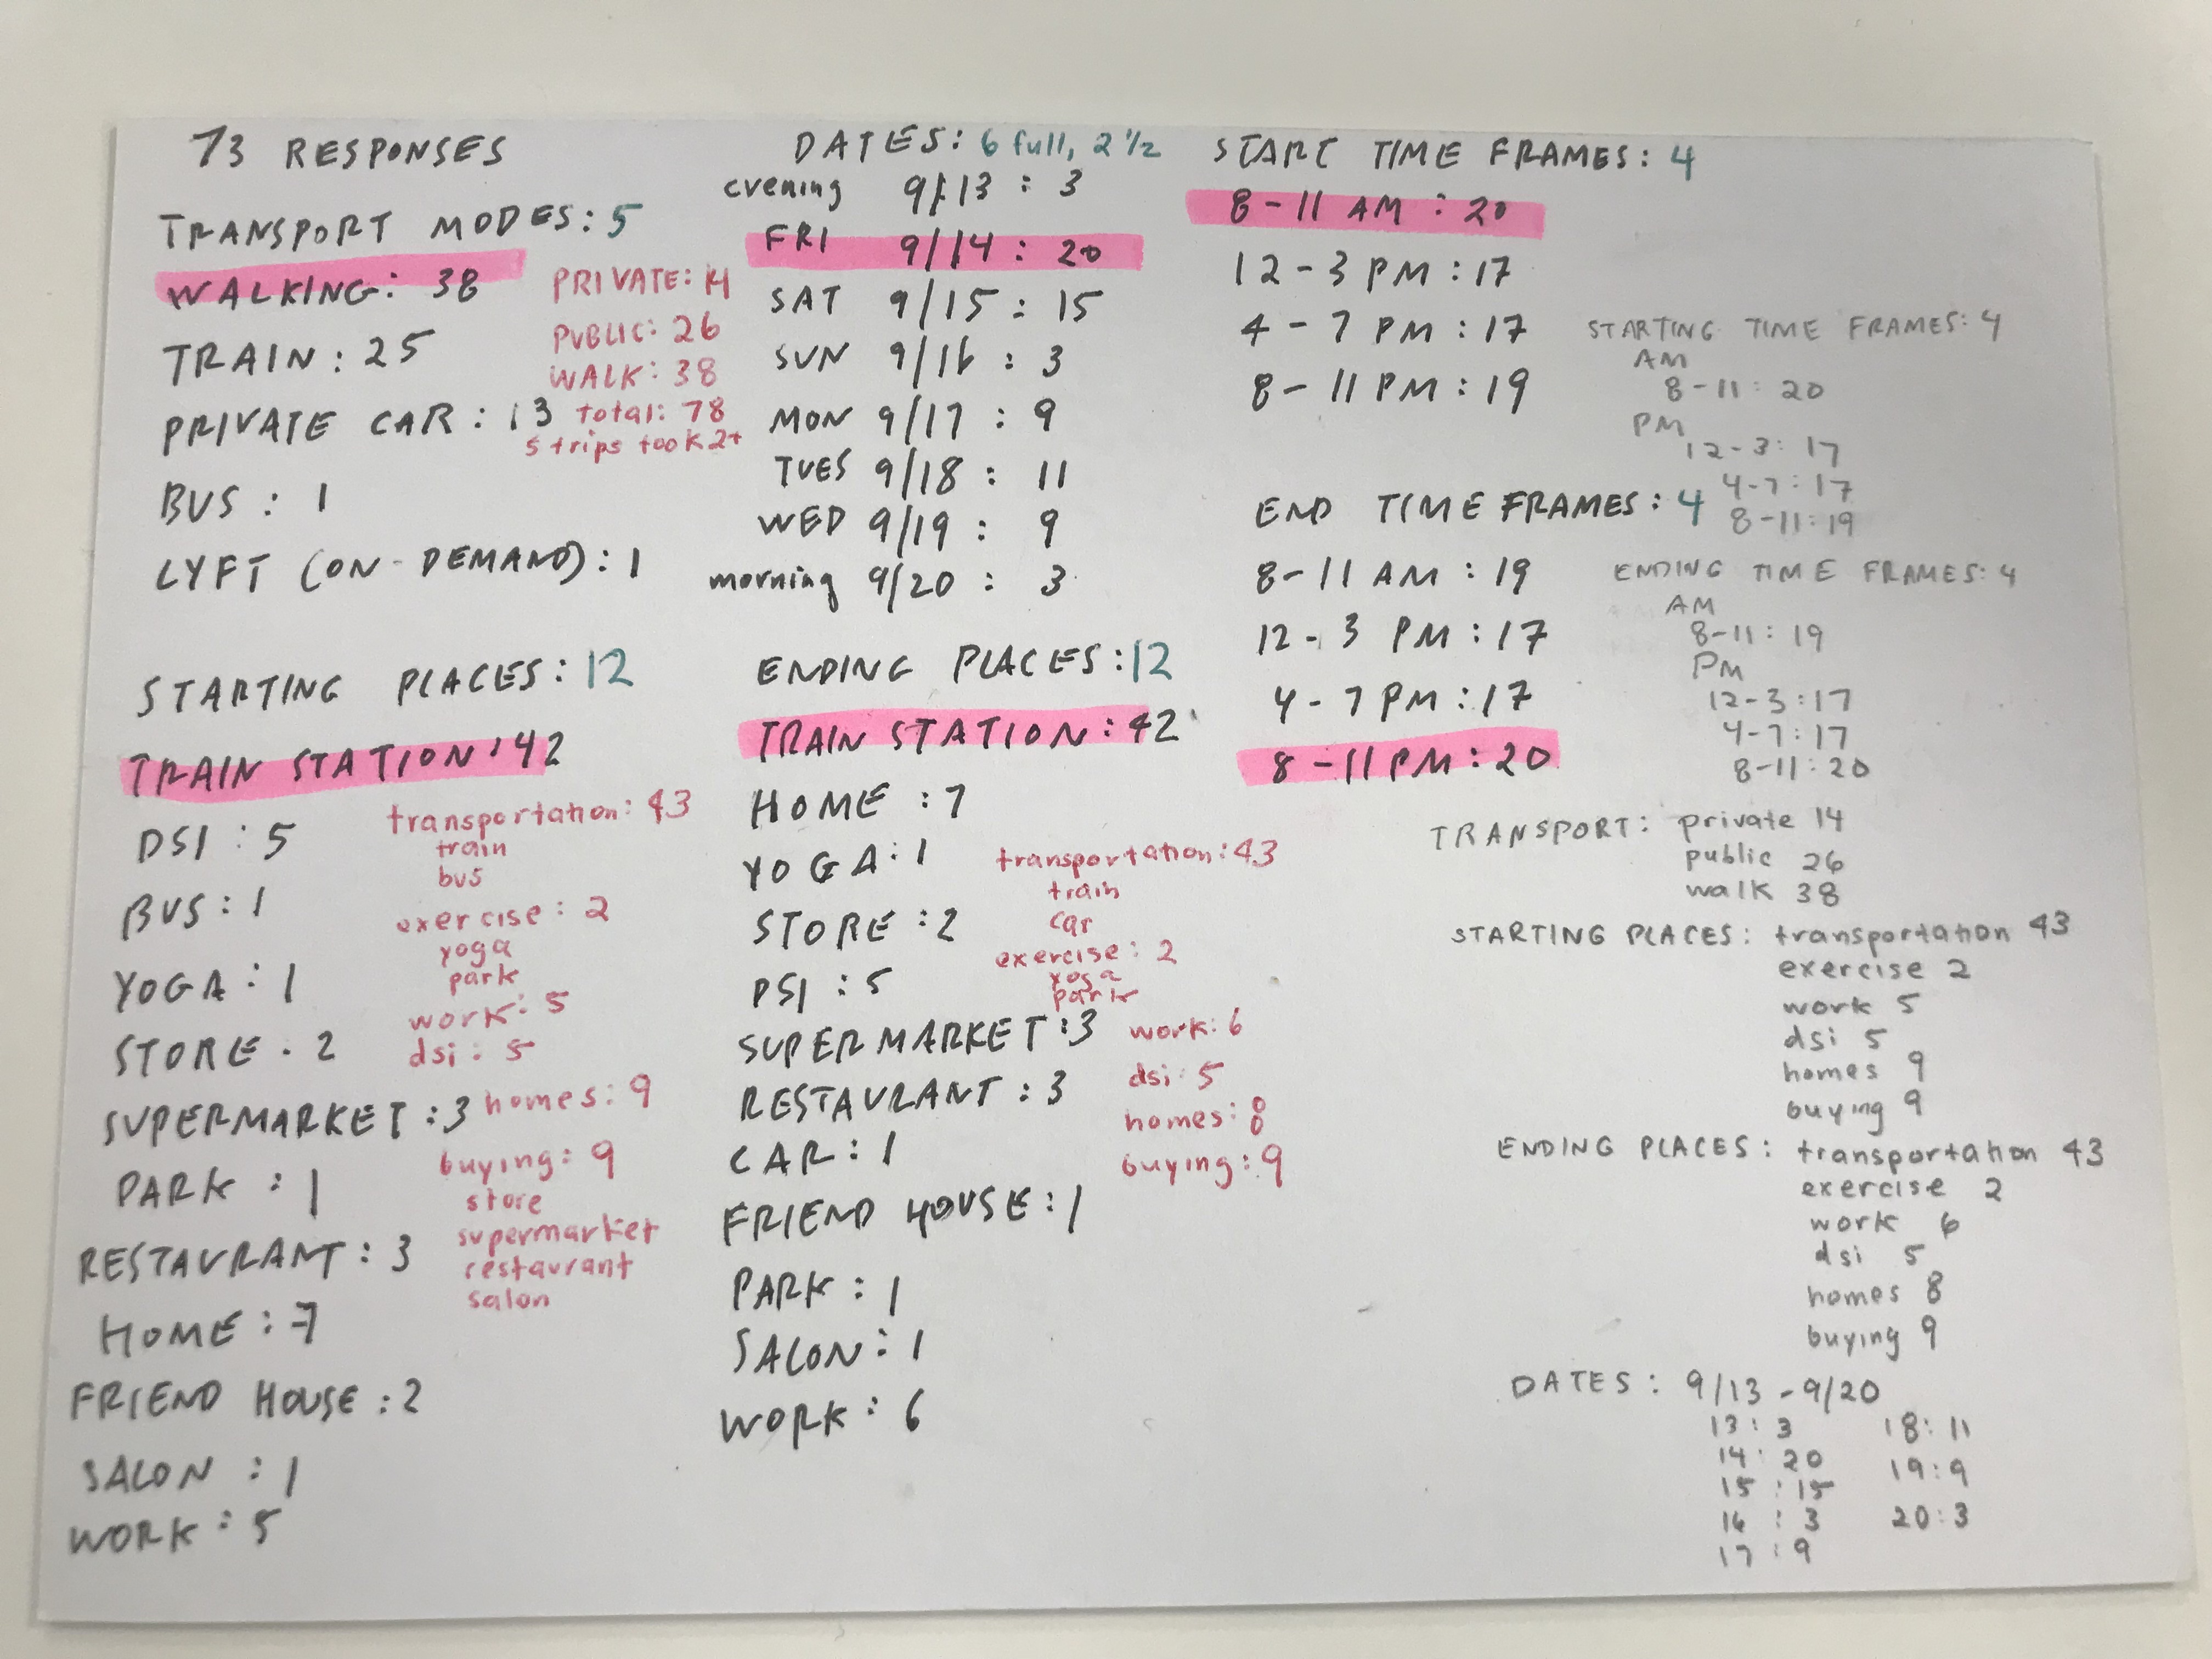 73 RESPONSES
TRANSPORT MODES: 5
WALKING: 38
TRAIN: 25
PRIVATE CAR: 13
BUS: 1
LYFT (ON-DEMAND): 1
PRIVATE: 14
PUBLIC: 26
WALK: 38
total: 78
5 trips took 2+
STARTING PLACES: 12
TRAIN STATION: 42
DSI: 5
BUS: 1
YOGA: 1
STORE. 2
SUPERMARKET: 3
PARK: 1
RESTAURANT: 3
HOME: 7
FRIEND HOUSE: 2
SALON: 1
WORK: 5
transportation: 43
train
bus
exercise: 2
yoga
park
work: 5
dsi: 5
homes: 9
buying: 9
store
supermarket
restaurant
salon
DATES: 6 full, 2 1/2
evening 9/13: 3
FRI 9/14: 20
SAT 9/15: 15
SUN 9/16: 3
MON 9/17: 9
TUES 9/18: 11
WED 9/19: 9
morning 9/20: 3
ENDING PLACES: 12
TRAIN STATION: 42
HOME: 7
YOGA: 1
STORE: 2
DSI: 5
SUPERMARKET: 3
RESTAURANT: 3
CAR: 1
FRIEND HOUSE: 1
PARK: 1
SALON: 1
WORK: 6
transportation: 43
train
car
exercise: 2
yoga
park
work: 6
dsi: 5
homes: 8
buying: 9
START TIME FRAMES: 4
8-11 AM: 20
12-3 PM: 17
4-7 PM: 17
8-11 PM: 19
END TIME FRAMES: 4
8-11 AM: 19
12-3 PM: 17
4-7 PM: 17
8-11 PM: 20
STARTING TIME FRAMES: 4
AM
8-11: 20
PM
12-3: 17
4-7: 17
8-11: 19
ENDING TIME FRAMES: 4
AM
8-11: 19
PM
12-3: 17
4-7: 17
8-11: 20
TRANSPORT: private 14
public 26
walk 38
STARTING PLACES: transportation 43
exercise 2
work 5
dsi 5
homes 9
buying 9
ENDING PLACES: transportation 43
exercise 2
work 6
dsi 5
homes 8
buying 9
DATES: 9/13-9/20
13: 3 18: 11
14: 20 19: 9
15: 15
16: 3 20: 3
17: 9